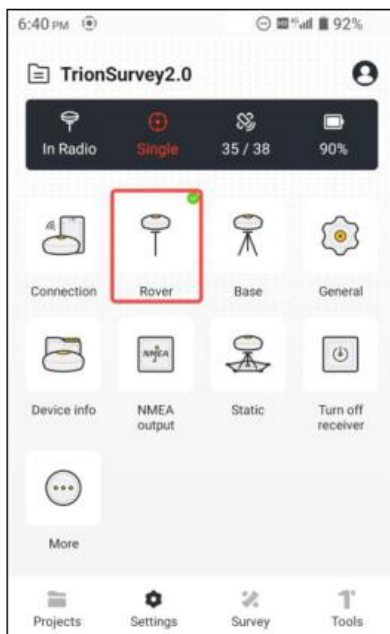 6:40 PM 92%
TrionSurvey2.0
In Radio Single 35 / 38 90%
Connection Rover Base General
Device info NMEA output Static Turn off receiver
NMEA
More
Projects Settings Survey Tools